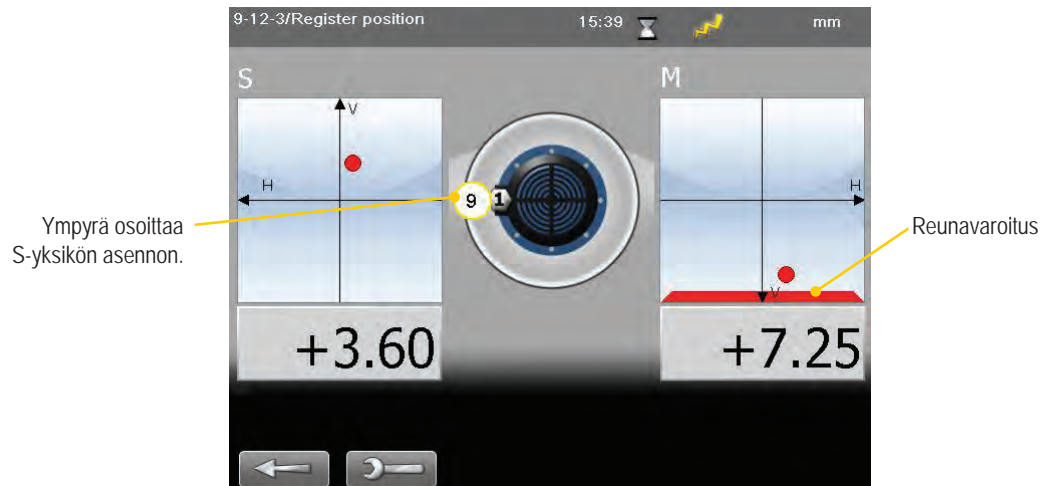 9-12-3/Register position 15:39 mm
S
M
V
H
H
V
9 1
Ympyrä osoittaa
S-yksikön asennon.
Reunavaroitus
+3.60
+7.25